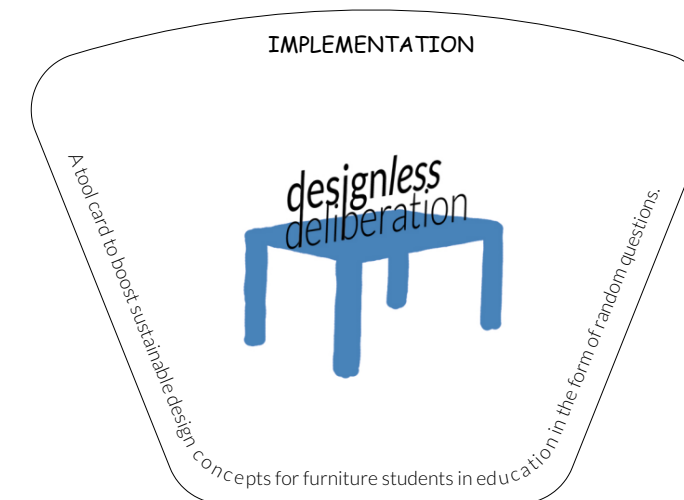 IMPLEMENTATION
designless
deliberation
A tool card to boost sustainable design concepts for furniture students in education in the form of random questions.